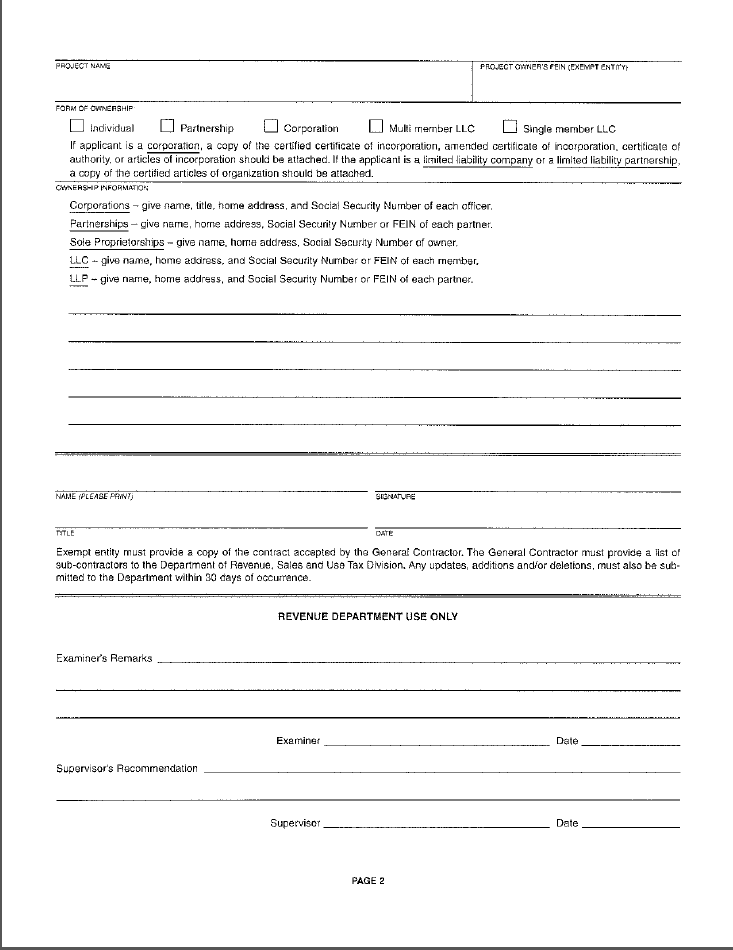 PROJECT NAME
PROJECT OWNER'S FEIN (EXEMPT ENTITY)
FORM OF OWNERSHIP
Individual Partnership Corporation Multi member LLC Single member LLC
If applicant is a corporation, a copy of the certified certificate of incorporation, amended certificate of incorporation, certificate of
authority, or articles of incorporation should be attached. If the applicant is a limited liability company or a limited liability partnership,
a copy of the certified articles of organization should be attached.
OWNERSHIP INFORMATION
Corporations – give name, title, home address, and Social Security Number of each officer.
Partnerships – give name, home address, Social Security Number or FEIN of each partner.
Sole Proprietorships – give name, home address, Social Security Number of owner.
LLC – give name, home address, and Social Security Number or FEIN of each member.
LLP – give name, home address, and Social Security Number or FEIN of each partner.
NAME (PLEASE PRINT)
SIGNATURE
TITLE
DATE
Exempt entity must provide a copy of the contract accepted by the General Contractor. The General Contractor must provide a list of
sub-contractors to the Department of Revenue, Sales and Use Tax Division. Any updates, additions and/or deletions, must also be sub-
mitted to the Department within 30 days of occurrence.
REVENUE DEPARTMENT USE ONLY
Examiner's Remarks
Examiner Date
Supervisor's Recommendation
Supervisor Date
PAGE 2